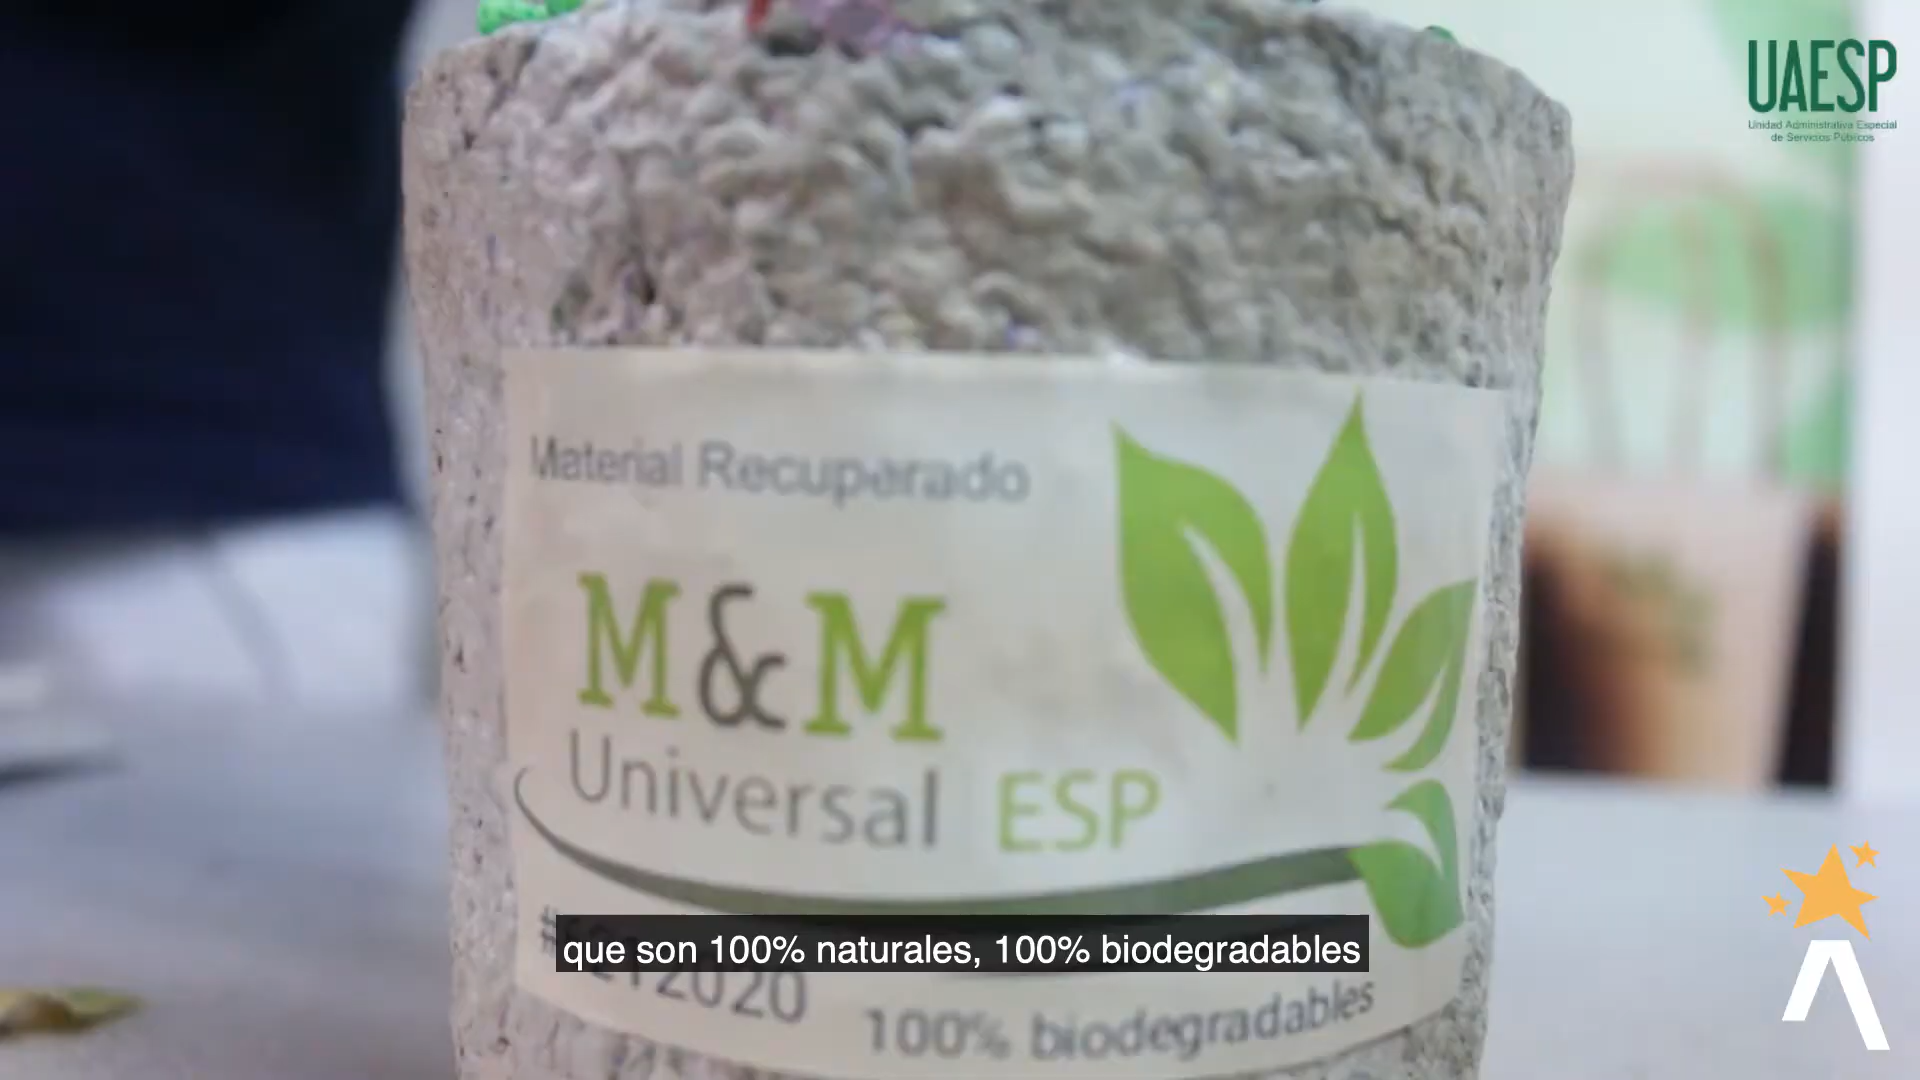 UAESP
Unidad Administrativa Especial
de Servicios Públicos
Material Recuperado
M&M
Universal ESP
que son 100% naturales, 100% biodegradables
100% biodegradables